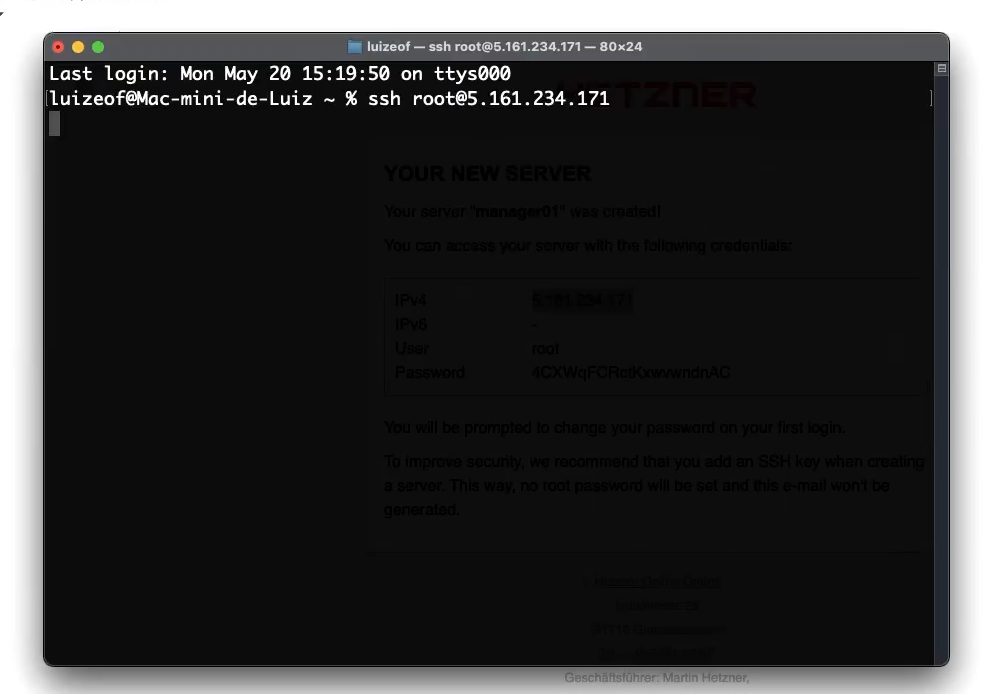 luizeof — ssh root@5.161.234.171 — 80×24
Last login: Mon May 20 15:19:50 on ttys000
[luizeof@Mac-mini-de-Luiz ~ % ssh root@5.161.234.171 ]
HETZNER
YOUR NEW SERVER
Your server "manager01" was created!
You can access your server with the following credentials:
IPv4 5.161.234.171
IPv6 -
User root
Password
You will be prompted to change your password on your first login.
To improve security, we recommend that you add an SSH key when creating
a server. This way, no root password will be set and this e-mail won't be
generated.
Hetzner Online GmbH
Geschäftsführer: Martin Hetzner,